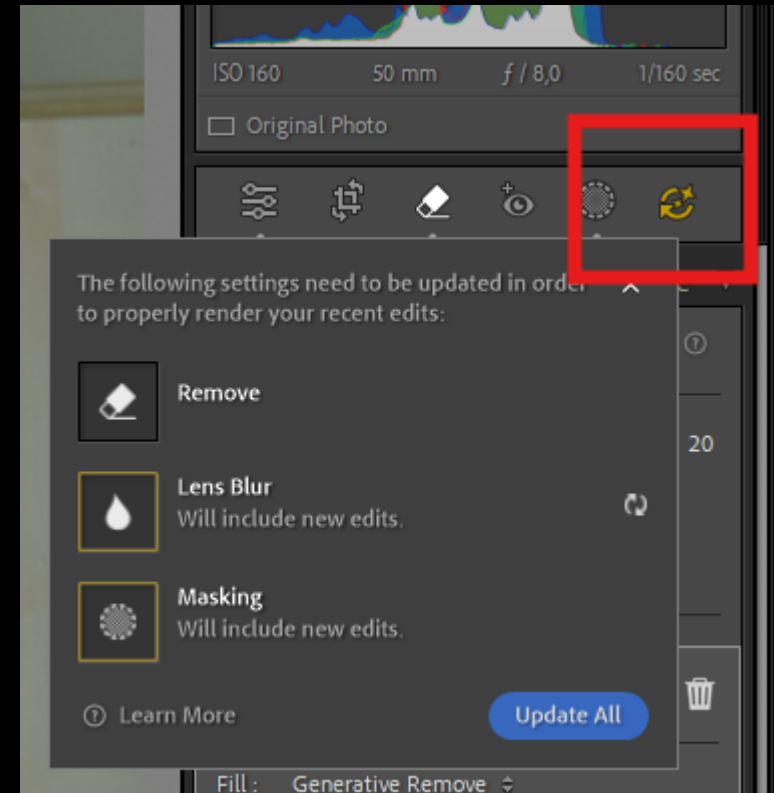 ISO 160 50 mm f / 8,0 1/160 sec
Original Photo
The following settings need to be updated in order
to properly render your recent edits:
Remove
20
Lens Blur
Will include new edits.
Masking
Will include new edits.
Learn More Update All
Fill : Generative Remove